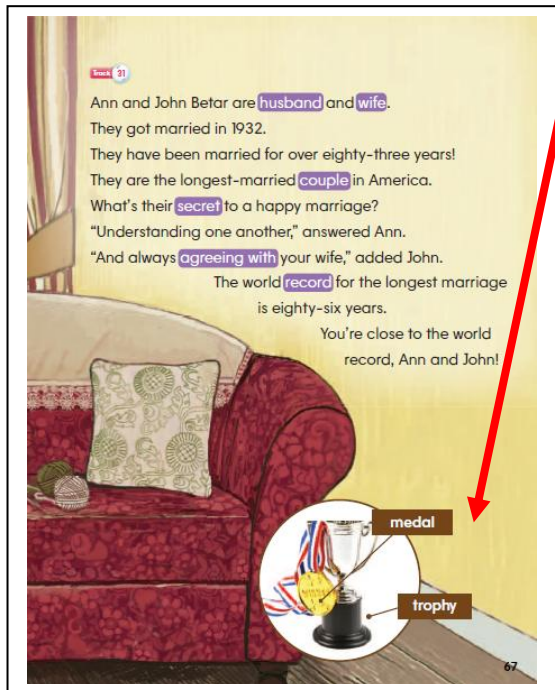 Track 31
Ann and John Betar are husband and wife.
They got married in 1932.
They have been married for over eighty-three years!
They are the longest-married couple in America.
What's their secret to a happy marriage?
“Understanding one another,” answered Ann.
“And always agreeing with your wife,” added John.
The world record for the longest marriage
is eighty-six years.
You're close to the world
record, Ann and John!
medal
trophy
67